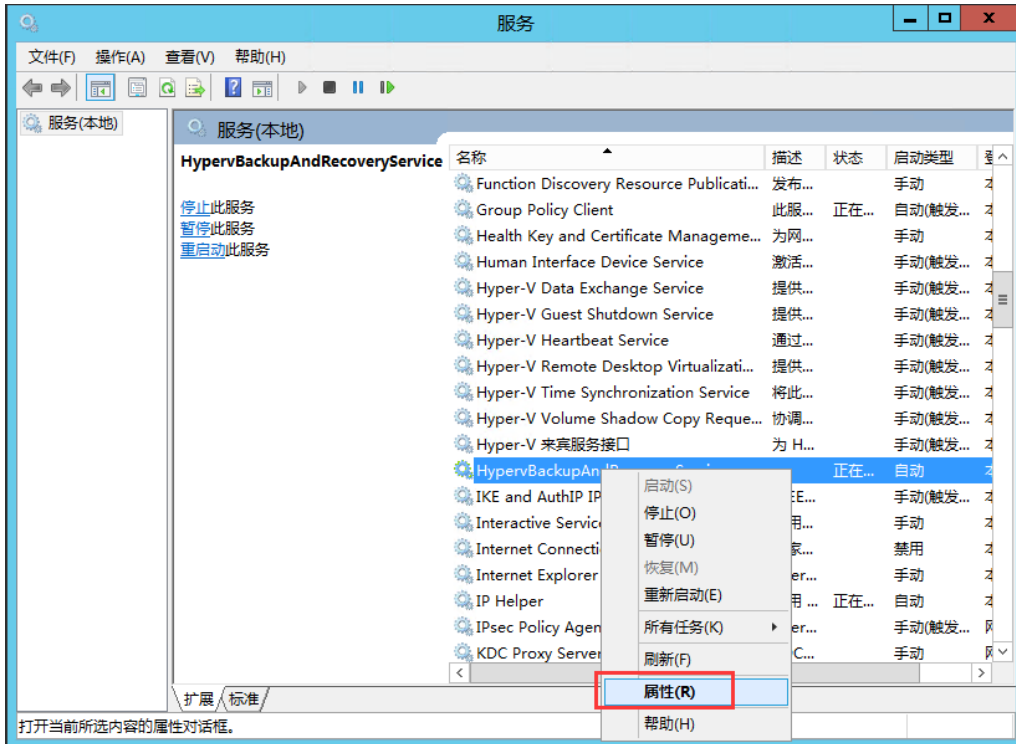 服务
文件(F) 操作(A) 查看(V) 帮助(H)
服务(本地)
服务(本地)
HypervBackupAndRecoveryService
停止此服务
暂停此服务
重启动此服务
名称 描述 状态 启动类型
Function Discovery Resource Publicati... 发布... 手动
Group Policy Client 此服... 正在... 自动(触发...
Health Key and Certificate Manageme... 为网... 手动
Human Interface Device Service 激活... 手动(触发...
Hyper-V Data Exchange Service 提供... 手动(触发...
Hyper-V Guest Shutdown Service 提供... 手动(触发...
Hyper-V Heartbeat Service 通过... 手动(触发...
Hyper-V Remote Desktop Virtualizati... 提供... 手动(触发...
Hyper-V Time Synchronization Service 将此... 手动(触发...
Hyper-V Volume Shadow Copy Reque... 协调... 手动(触发...
Hyper-V 来宾服务接口 为 H... 手动(触发...
HypervBackupAn 正在... 自动
IKE and AuthIP IP 手动(触发...
Interactive Servic 手动
Internet Connecti 禁用
Internet Explorer er... 手动
IP Helper 正在... 自动
IPsec Policy Agen er... 手动(触发...
KDC Proxy Server 手动
启动(S)
停止(O)
暂停(U)
恢复(M)
重新启动(E)
所有任务(K)
刷新(F)
属性(R)
帮助(H)
扩展 标准
打开当前所选内容的属性对话框。